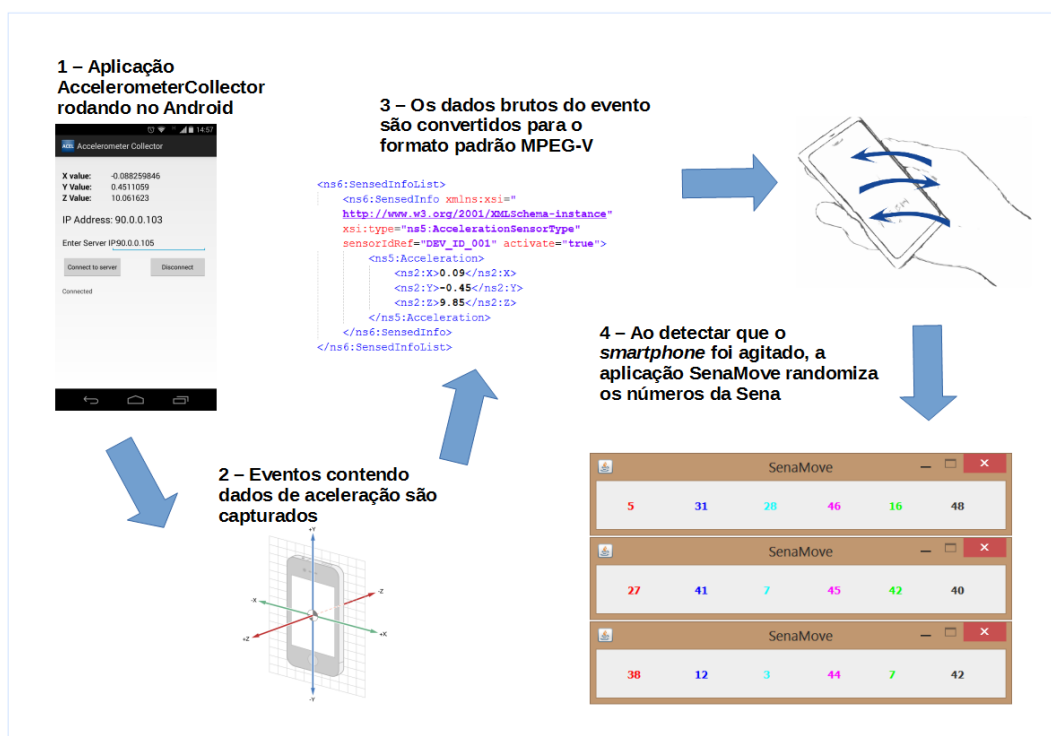 1 – Aplicação
AccelerometerCollector
rodando no Android
14:57
ACEL Accelerometer Collector
X value: -0.088259846
Y Value: 0.4511059
Z Value: 10.061623
IP Address: 90.0.0.103
Enter Server IP90.0.0.105
Connect to server Disconnect
Connected
2 – Eventos contendo
dados de aceleração são
capturados
+Y
-Z
-X
+X
+Z
-Y
3 – Os dados brutos do evento
são convertidos para o
formato padrão MPEG-V
<ns6:SensedInfoList>
<ns6:SensedInfo xmlns:xsi="
http://www.w3.org/2001/XMLSchema-instance"
xsi:type="ns5:AccelerationSensorType"
sensorIdRef="DEV_ID_001" activate="true">
<ns5:Acceleration>
<ns2:X>0.09</ns2:X>
<ns2:Y>-0.45</ns2:Y>
<ns2:Z>9.85</ns2:Z>
</ns5:Acceleration>
</ns6:SensedInfo>
</ns6:SensedInfoList>
4 – Ao detectar que o
smartphone foi agitado, a
aplicação SenaMove randomiza
os números da Sena
SenaMove
5 31 28 46 16 48
SenaMove
27 41 7 45 42 40
SenaMove
38 12 3 44 7 42